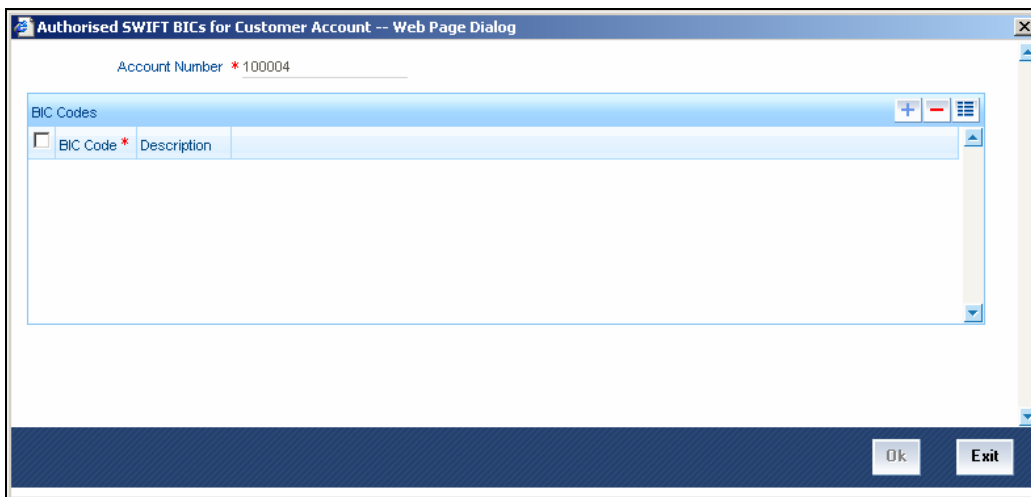 Authorised SWIFT BICs for Customer Account -- Web Page Dialog
Account Number * 100004
BIC Codes
BIC Code * Description
Ok Exit